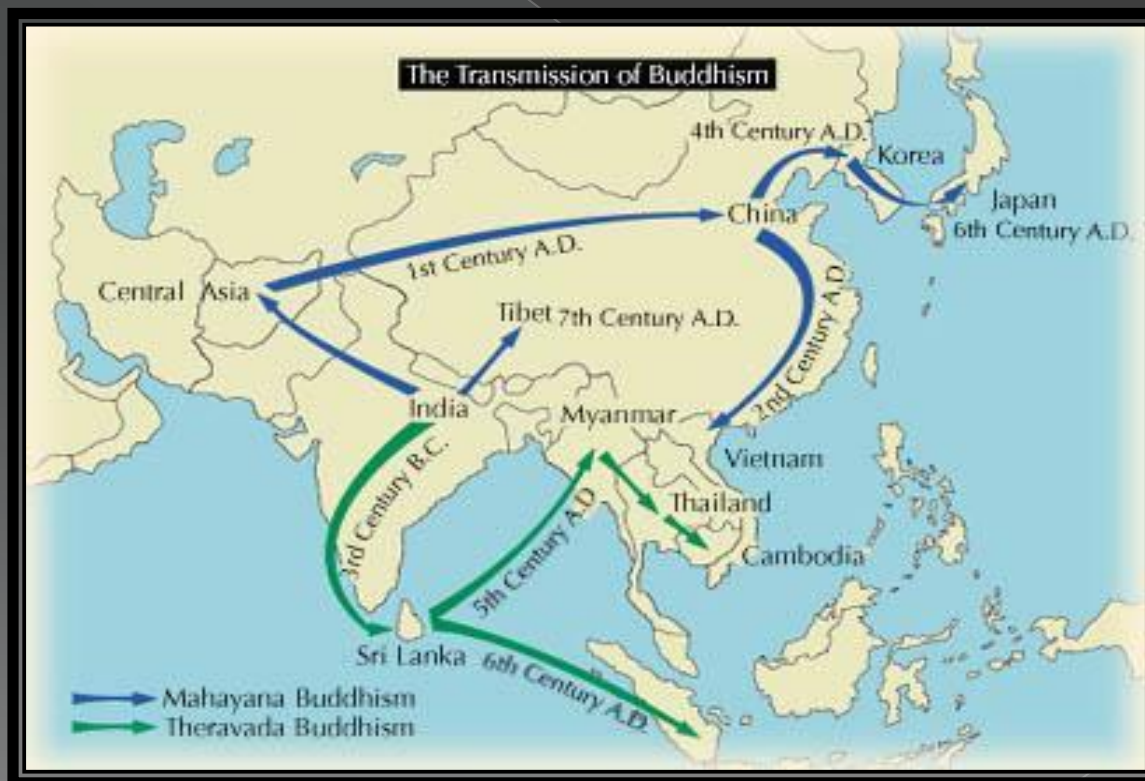 The Transmission of Buddhism
4th Century A.D.
Korea
Japan
6th Century A.D.
China
1st Century A.D.
Central Asia
Tibet 7th Century A.D.
2nd Century A.D.
India
Myanmar
Vietnam
3rd Century B.C.
Thailand
5th Century A.D
Cambodia
Sri Lanka
6th Century A.D.
Mahayana Buddhism
Theravada Buddhism